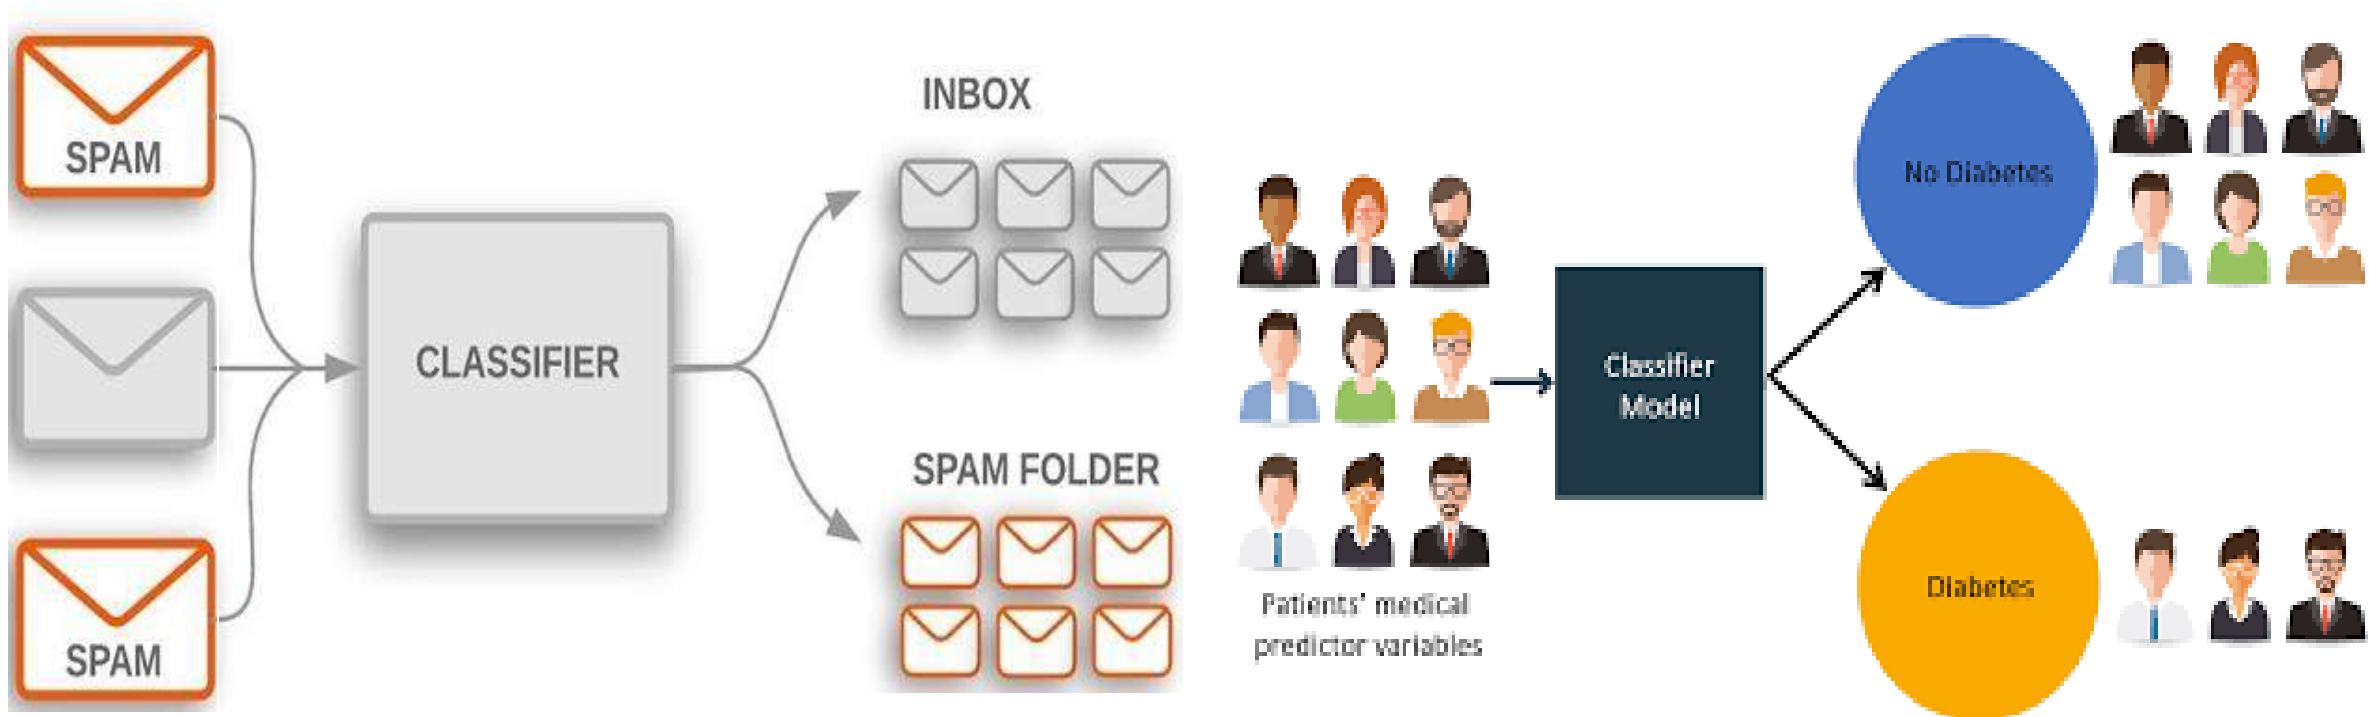 SPAM
SPAM
CLASSIFIER
INBOX
SPAM FOLDER
Patients' medical
predictor variables
Classifier
Model
No Diabetes
Diabetes